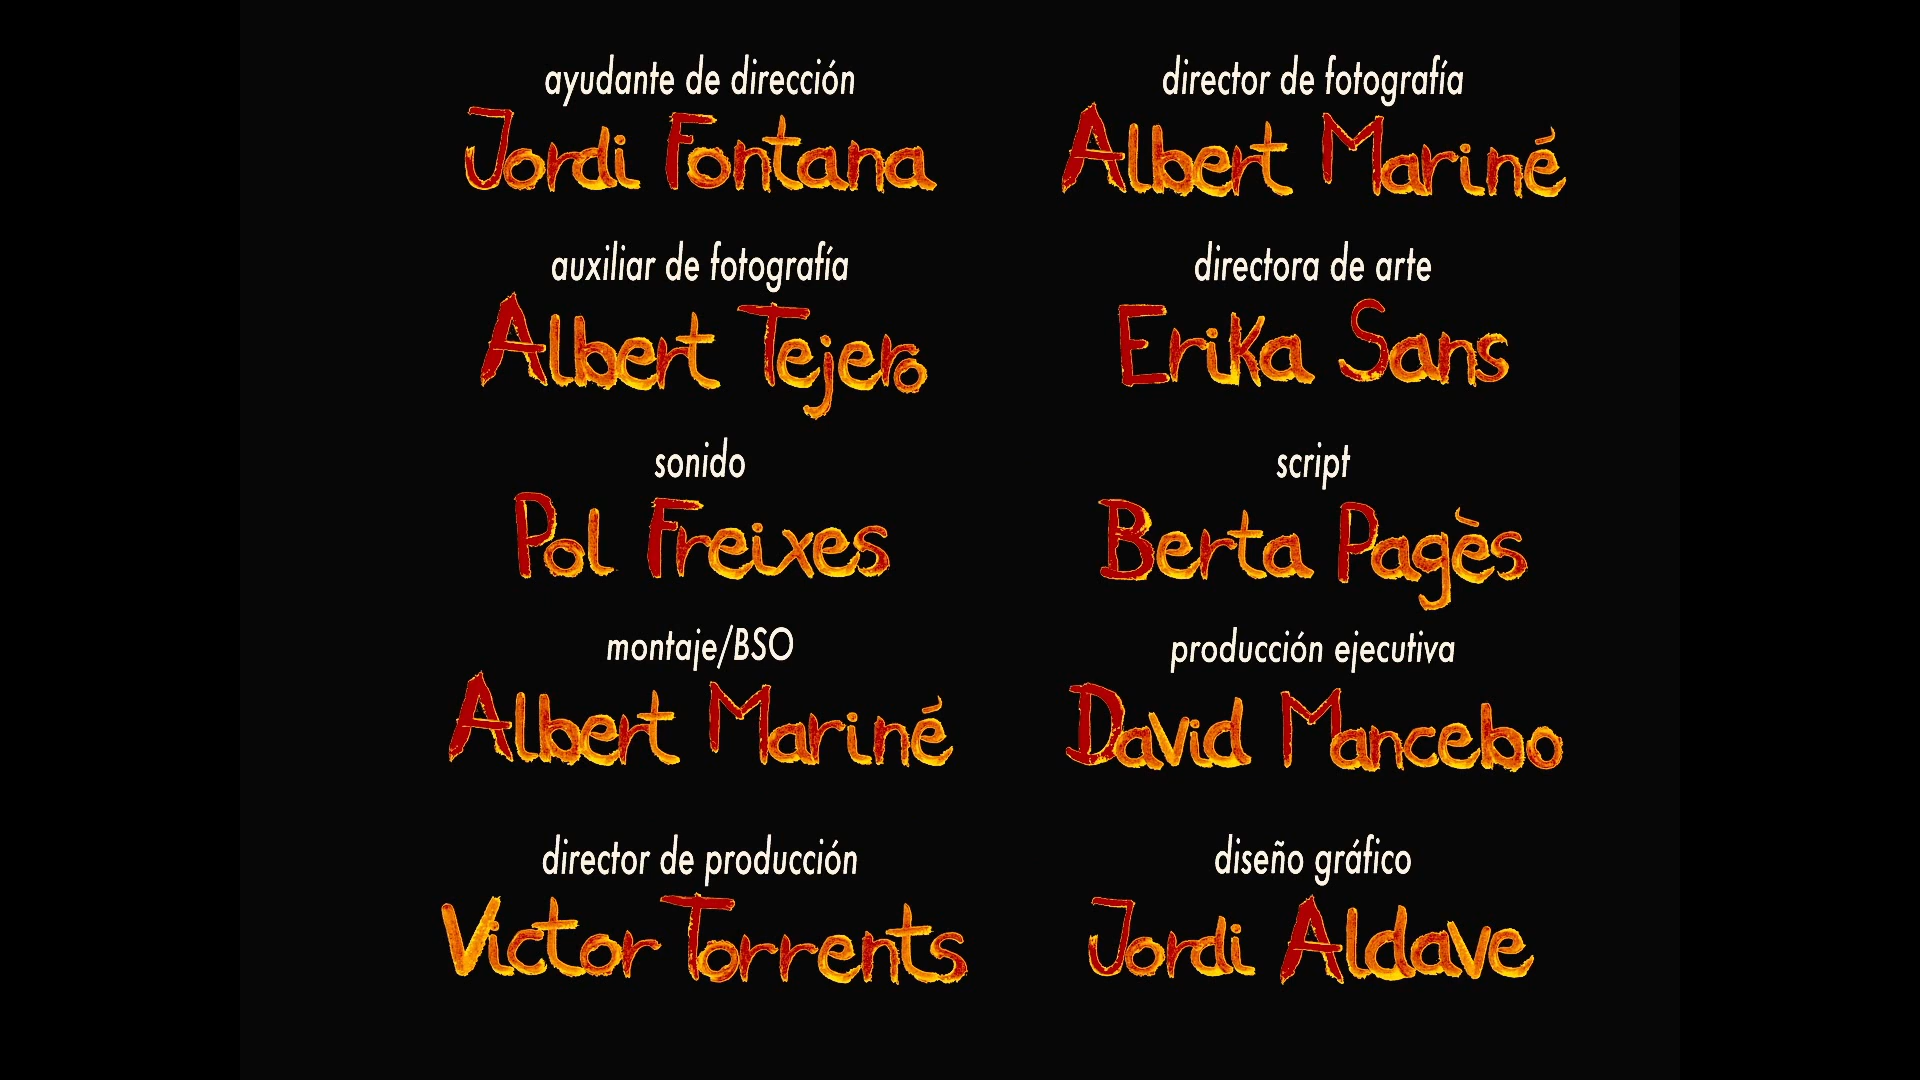 ayudante de dirección
Jordi Fontana
director de fotografía
Albert Mariné
auxiliar de fotografía
Albert Tejero
directora de arte
Erika Sans
sonido
Pol Freixes
script
Berta Pagès
montaje/BSO
Albert Mariné
producción ejecutiva
David Mancebo
director de producción
Victor Torrents
diseño gráfico
Jordi Aldave